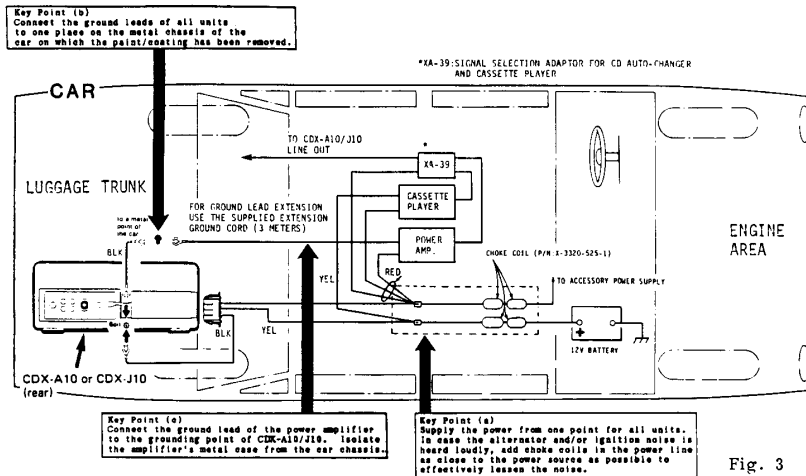 Key Point (b)
Connect the ground leads of all units
to one place on the metal chassis of the
car on which the paint/coating has been removed.
*XA-39:SIGNAL SELECTION ADAPTOR FOR CD AUTO-CHANGER
AND CASSETTE PLAYER
CAR
TO CDX-A10/J10
LINE OUT
*
XA-39
LUGGAGE TRUNK
CASSETTE
PLAYER
FOR GROUND LEAD EXTENSION
USE THE SUPPLIED EXTENSION
GROUND CORD (3 METERS)
to a metal
point of
the car
POWER
AMP.
ENGINE
AREA
BLK
RED
CHOKE COIL (P/N:X-3320-525-1)
YEL
TO ACCESSORY POWER SUPPLY
BLK
YEL
12V BATTERY
CDX-A10 or CDX-J10
(rear)
Key Point (c)
Connect the ground lead of the power amplifier
to the grounding point of CDX-A10/J10. Isolate
the amplifier's metal case from the car chassis.
Key Point (a)
Supply the power from one point for all units.
In case the alternator and/or ignition noise is
heard loudly, add choke coils in the power line
as close to the power source as possible to
effectively lessen the noise.
Fig. 3